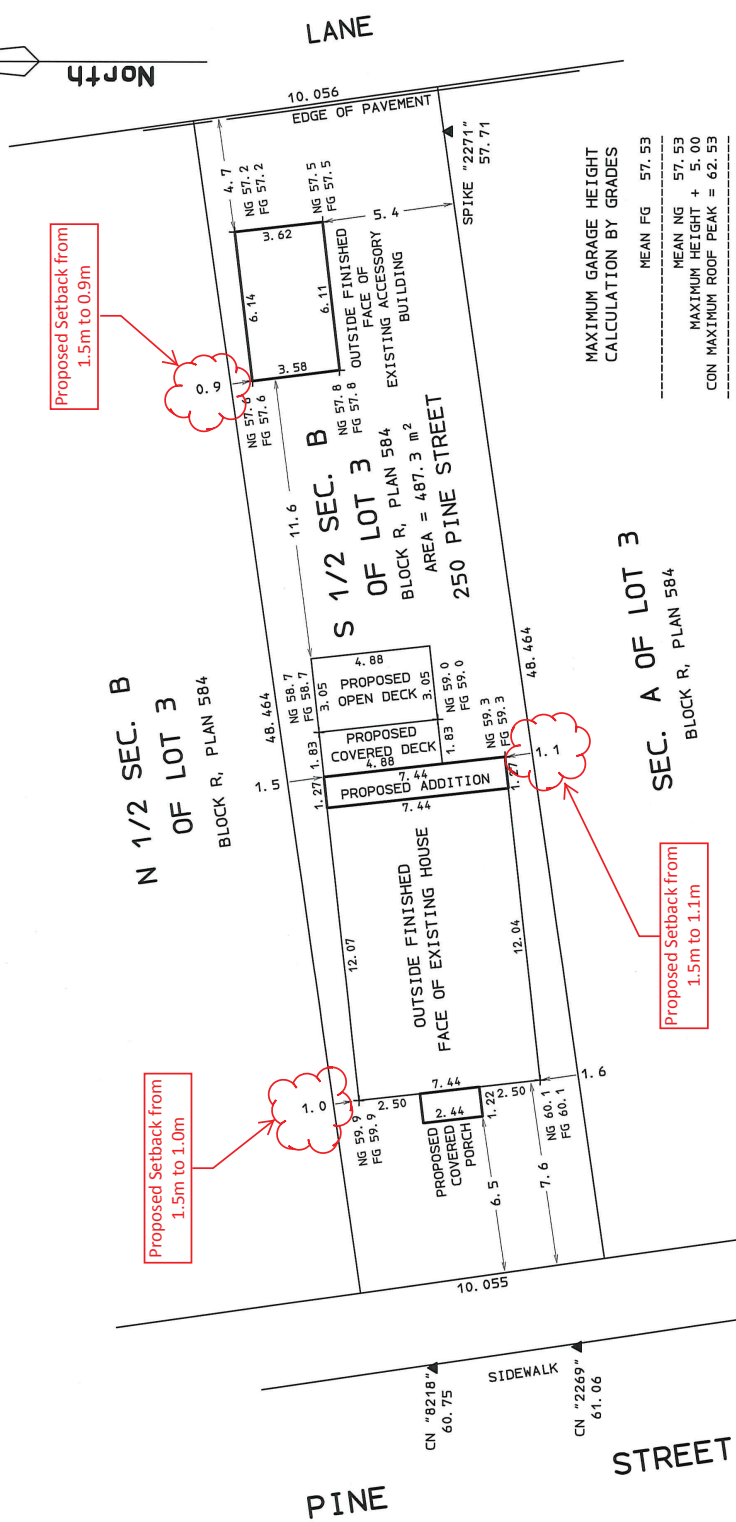 North
LANE
10.056
EDGE OF PAVEMENT
Proposed Setback from
1.5m to 0.9m
4.7
NG 57.2
FG 57.2
NG 57.5
FG 57.5
3.62
6.14
6.11
3.58
5.4
SPIKE "2271"
57.71
OUTSIDE FINISHED
FACE OF
EXISTING ACCESSORY
BUILDING
0.9
NG 57.6
FG 57.6
NG 57.8
FG 57.8
MAXIMUM GARAGE HEIGHT
CALCULATION BY GRADES
MEAN FG 57.53
MEAN NG 57.53
MAXIMUM HEIGHT + 5.00
CON MAXIMUM ROOF PEAK = 62.53
11.6
S 1/2 SEC. B
OF LOT 3
BLOCK R, PLAN 584
AREA = 487.3 m²
250 PINE STREET
N 1/2 SEC. B
OF LOT 3
BLOCK R, PLAN 584
48.464
48.464
SEC. A OF LOT 3
BLOCK R, PLAN 584
NG 58.7
FG 58.7
4.88
3.05
PROPOSED
OPEN DECK
3.05
NG 59.0
FG 59.0
1.83
PROPOSED
COVERED DECK
1.83
4.88
NG 59.3
FG 59.3
1.5
1.27
7.44
PROPOSED ADDITION
7.44
1.27
1.1
Proposed Setback from
1.5m to 1.1m
12.07
OUTSIDE FINISHED
FACE OF EXISTING HOUSE
12.04
Proposed Setback from
1.5m to 1.0m
1.0
NG 59.9
FG 59.9
7.44
2.50
2.44
1.22
2.50
1.6
NG 60.1
FG 60.1
PROPOSED
COVERED
PORCH
6.5
7.6
10.055
CN "8218"
60.75
SIDEWALK
CN "2269"
61.06
PINE STREET